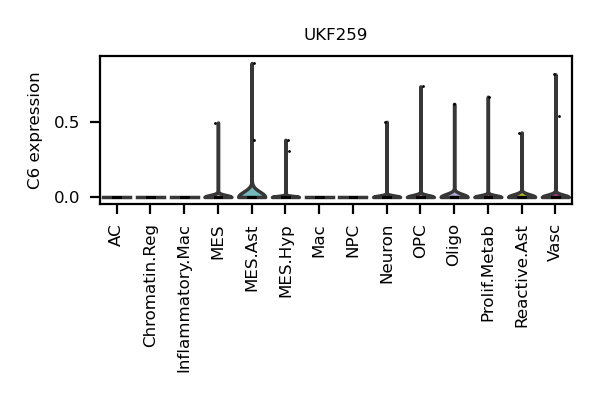 UKF259
C6 expression
0.5
0.0
AC
Chromatin.Reg
Inflammatory.Mac
MES
MES.Ast
MES.Hyp
Mac
NPC
Neuron
OPC
Oligo
Prolif.Metab
Reactive.Ast
Vasc